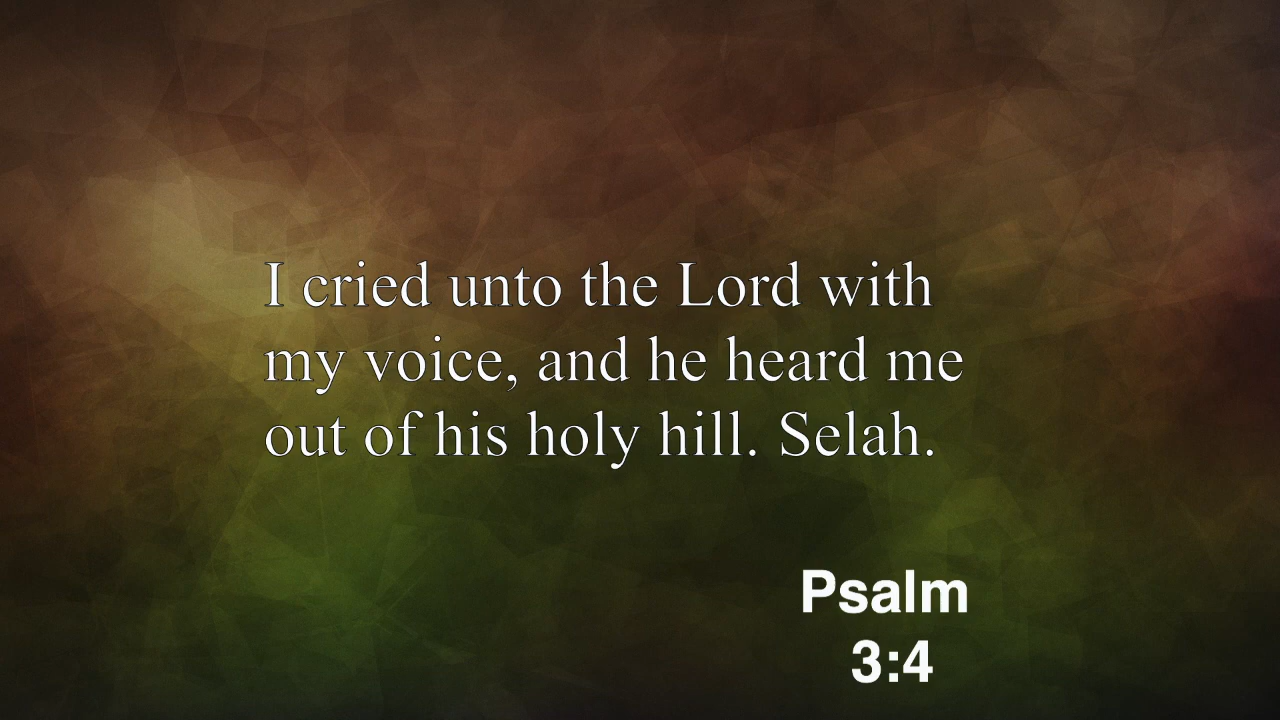 I cried unto the Lord with
my voice, and he heard me
out of his holy hill. Selah.
Psalm
3:4